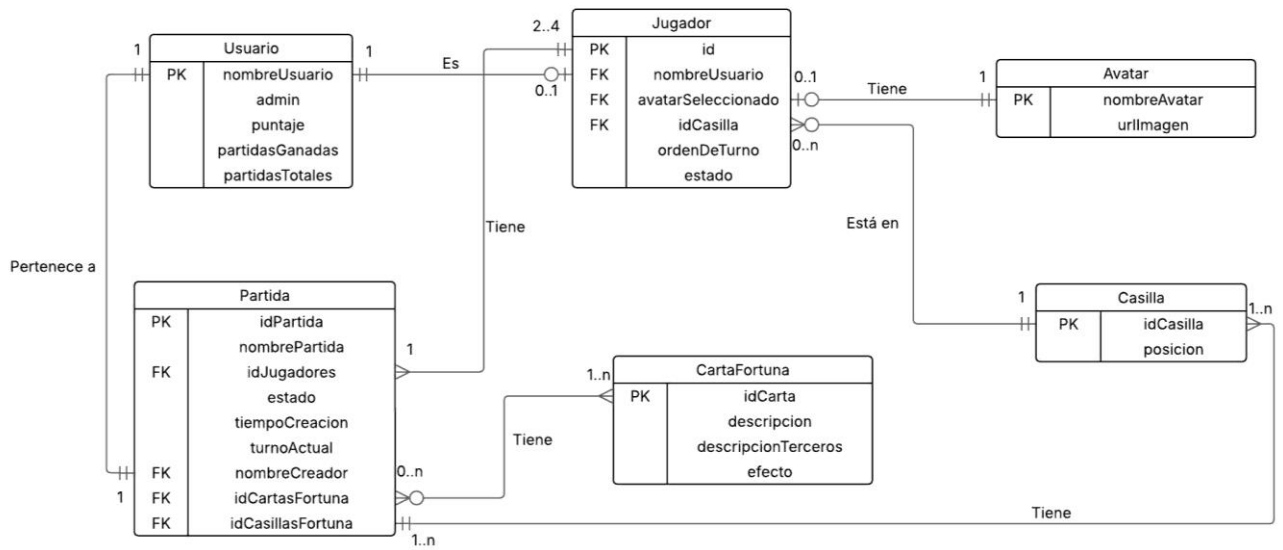 Usuario
PK nombreUsuario
admin
puntaje
partidasGanadas
partidasTotales
1
1
Es
0..1
2..4
Jugador
PK id
FK nombreUsuario
FK avatarSeleccionado
FK idCasilla
ordenDeTurno
estado
0..1
Tiene
1
0..n
Avatar
PK nombreAvatar
urlImagen
Tiene
Está en
Pertenece a
Partida
PK idPartida
nombrePartida
FK idJugadores
estado
tiempoCreacion
turnoActual
FK nombreCreador
FK idCartasFortuna
FK idCasillasFortuna
1
1
0..n
1..n
Tiene
1..n
CartaFortuna
PK idCarta
descripcion
descripcionTerceros
efecto
1
Casilla
PK idCasilla
posicion
1..n
Tiene